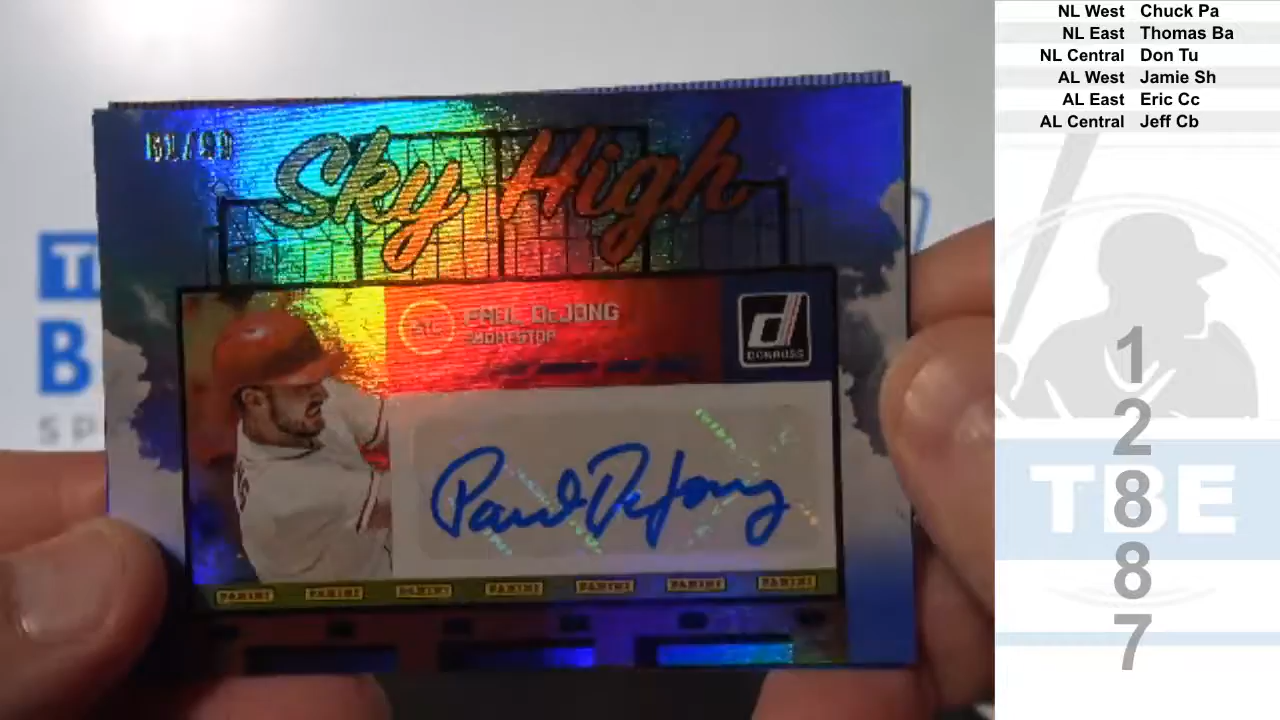 NL West Chuck Pa
NL East Thomas Ba
NL Central Don Tu
AL West Jamie Sh
AL East Eric Cc
AL Central Jeff Cb
Sky High
PAUL DeJONG
SHORTSTOP
DONRUSS
Paul DeJong
PANINI PANINI PANINI PANINI PANINI PANINI PANINI
B
SP
TBE
1
2
8
8
7